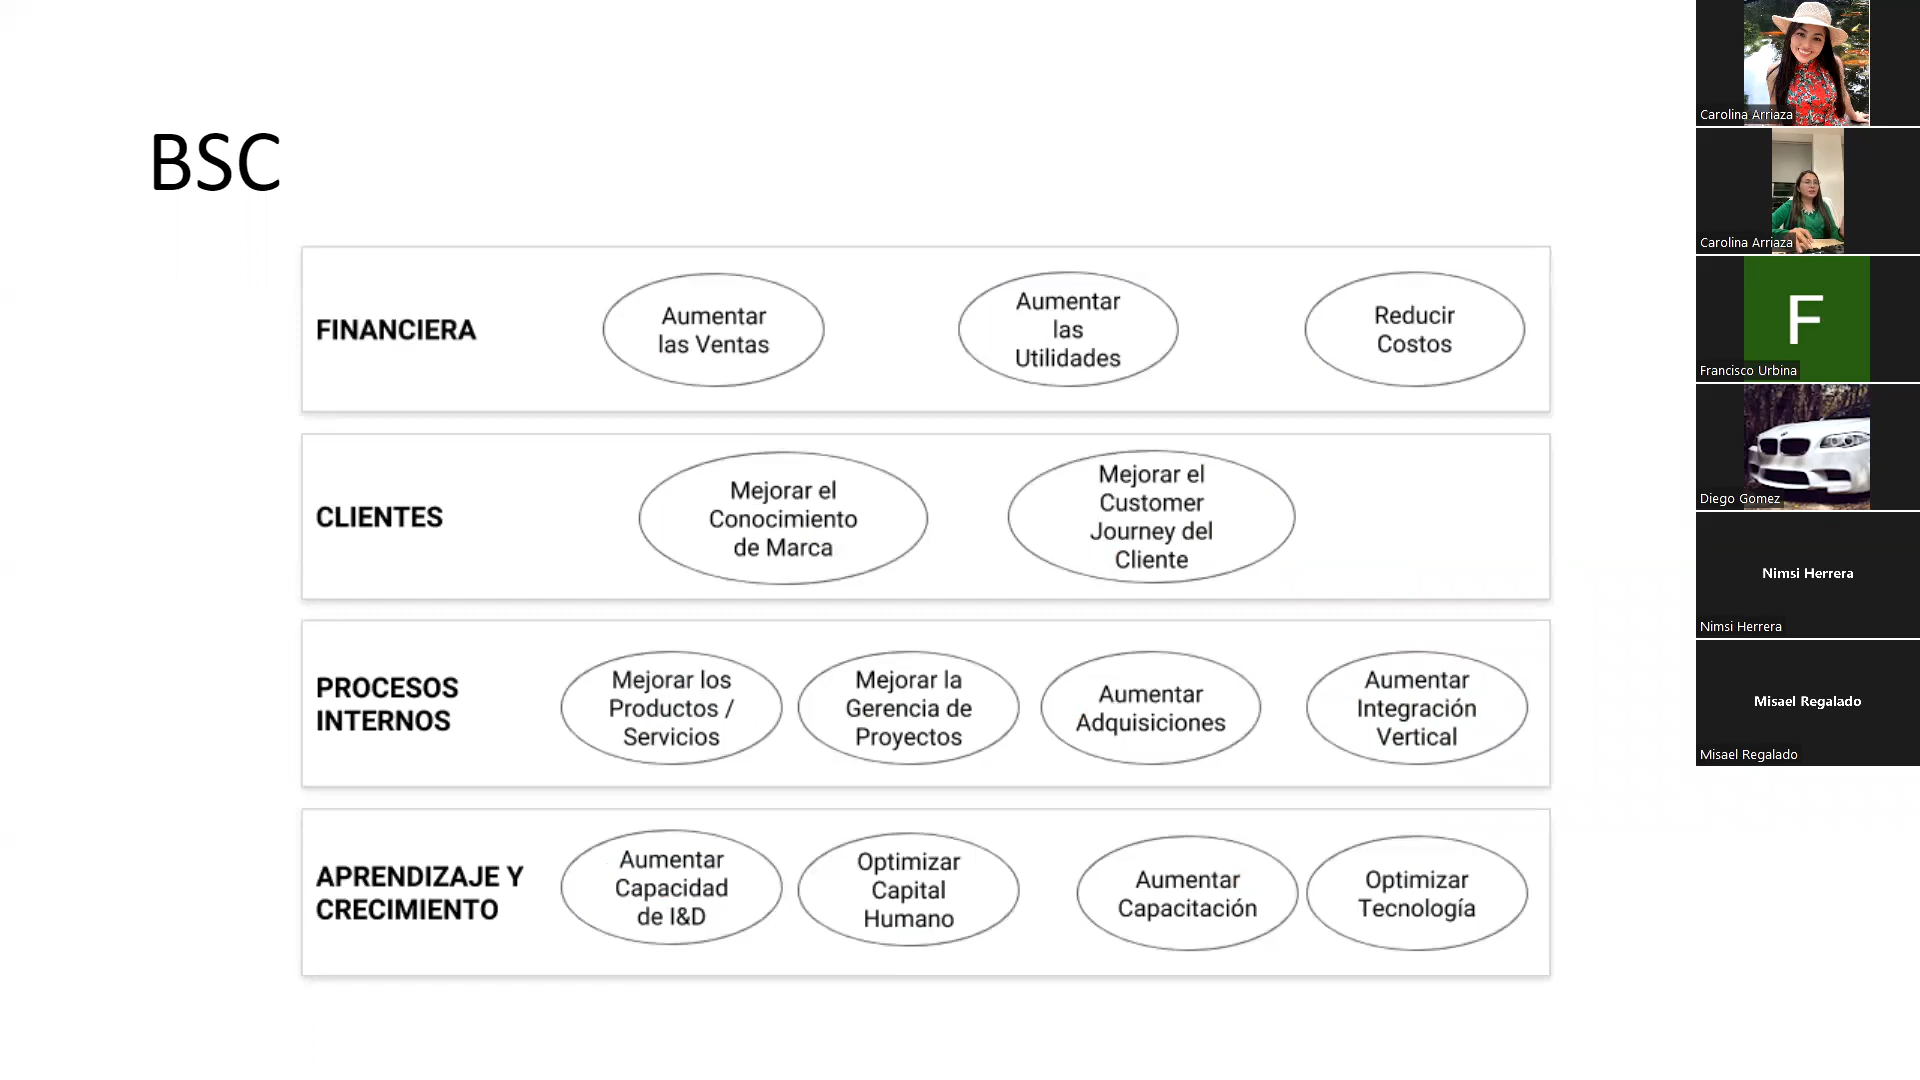 BSC
FINANCIERA
Aumentar
las Ventas
Aumentar
las
Utilidades
Reducir
Costos
CLIENTES
Mejorar el
Conocimiento
de Marca
Mejorar el
Customer
Journey del
Cliente
PROCESOS
INTERNOS
Mejorar los
Productos /
Servicios
Mejorar la
Gerencia de
Proyectos
Aumentar
Adquisiciones
Aumentar
Integración
Vertical
APRENDIZAJE Y
CRECIMIENTO
Aumentar
Capacidad
de I&D
Optimizar
Capital
Humano
Aumentar
Capacitación
Optimizar
Tecnología
Carolina Arriaza
Carolina Arriaza
F
Francisco Urbina
Diego Gomez
Nimsi Herrera
Nimsi Herrera
Misael Regalado
Misael Regalado